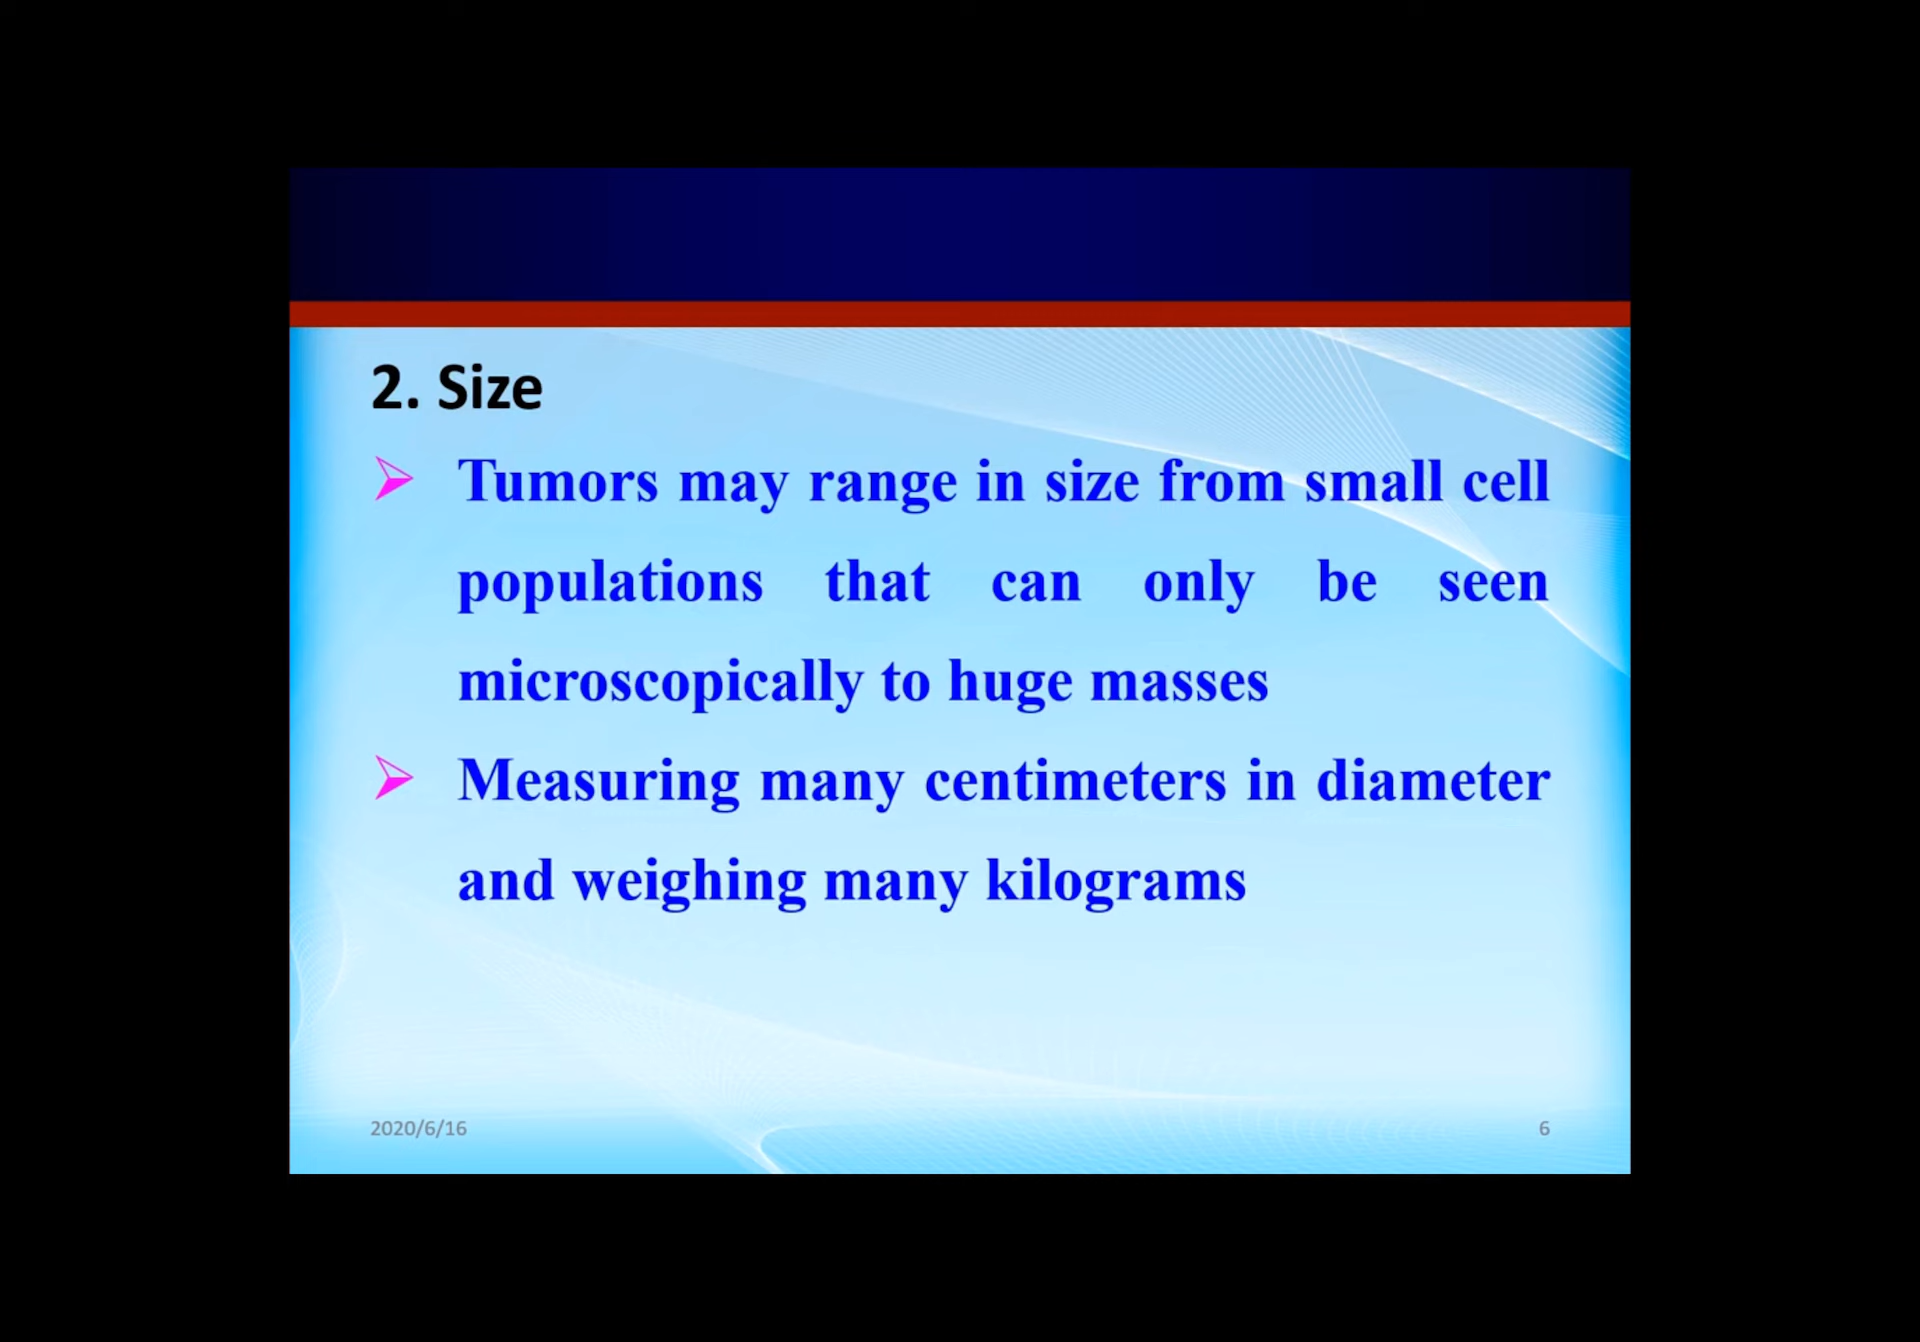 2. Size
Tumors may range in size from small cell
populations that can only be seen
microscopically to huge masses
Measuring many centimeters in diameter
and weighing many kilograms
2020/6/16
6